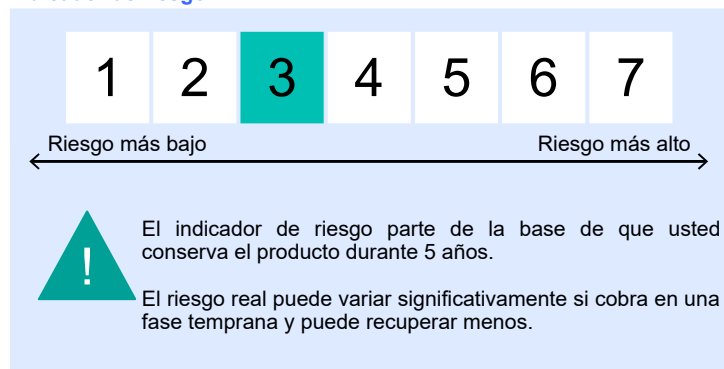 1 2 3 4 5 6 7
Riesgo más bajo Riesgo más alto
El indicador de riesgo parte de la base de que usted
conserva el producto durante 5 años.
!
El riesgo real puede variar significativamente si cobra en una
fase temprana y puede recuperar menos.